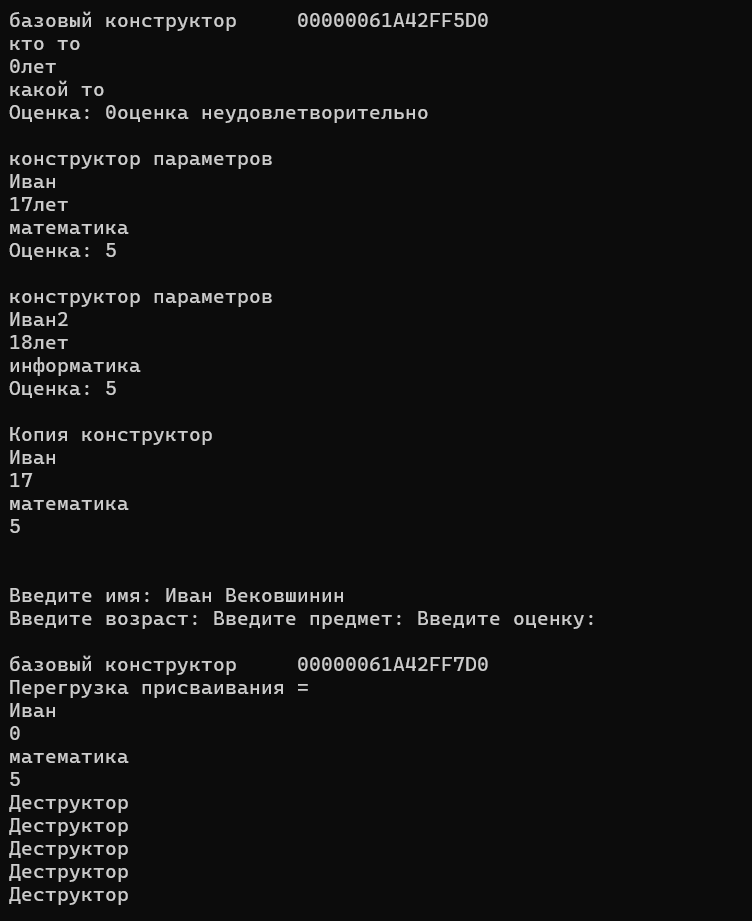 базовый конструктор     00000061A42FF5D0
кто то
0лет
какой то
Оценка: 0оценка неудовлетворительно
конструктор параметров
Иван
17лет
математика
Оценка: 5
конструктор параметров
Иван2
18лет
информатика
Оценка: 5
Копия конструктор
Иван
17
математика
5
Введите имя: Иван Вековшинин
Введите возраст: Введите предмет: Введите оценку:
базовый конструктор     00000061A42FF7D0
Перегрузка присваивания =
Иван
0
математика
5
Деструктор
Деструктор
Деструктор
Деструктор
Деструктор